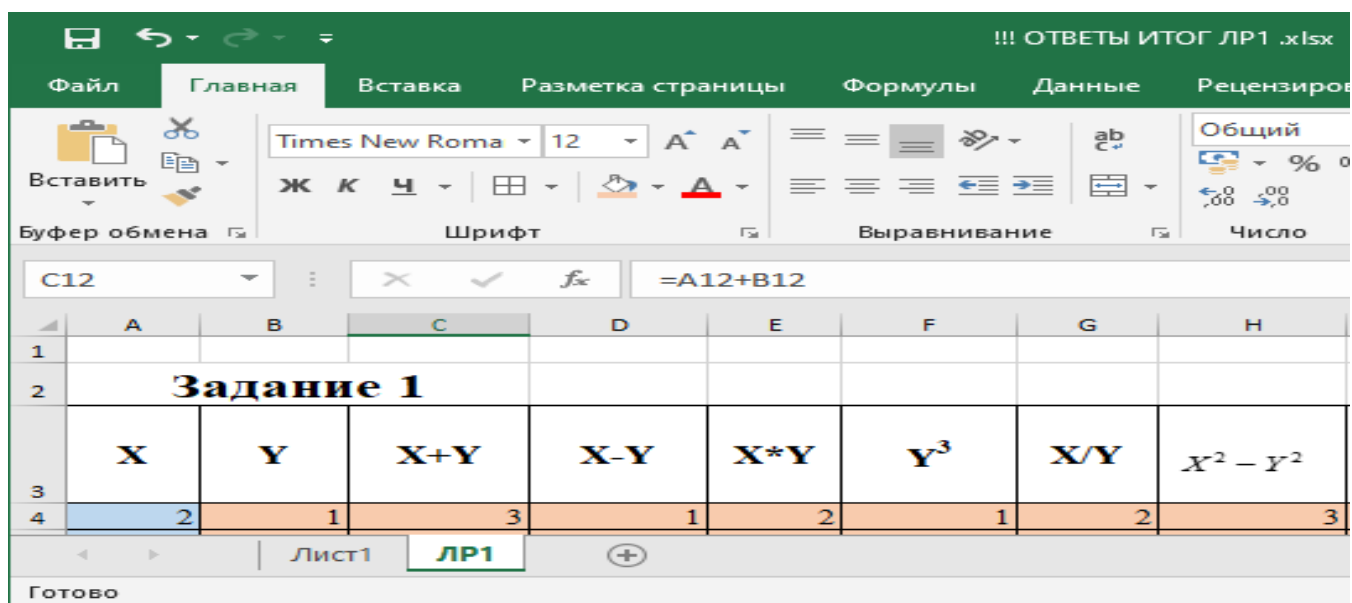 !!! ОТВЕТЫ ИТОГ ЛР1 .xlsx
Файл Главная Вставка Разметка страницы Формулы Данные
Вставить Times New Roma 12 Общий
Ж К Ч %
Буфер обмена Шрифт Выравнивание Число
C12 fx =A12+B12
A B C D E F G H
1
2 Задание 1
3 X Y X+Y X-Y X*Y Y³ X/Y X² – Y²
4 2 1 3 1 2 1 2 3
Лист1 ЛР1
Готово